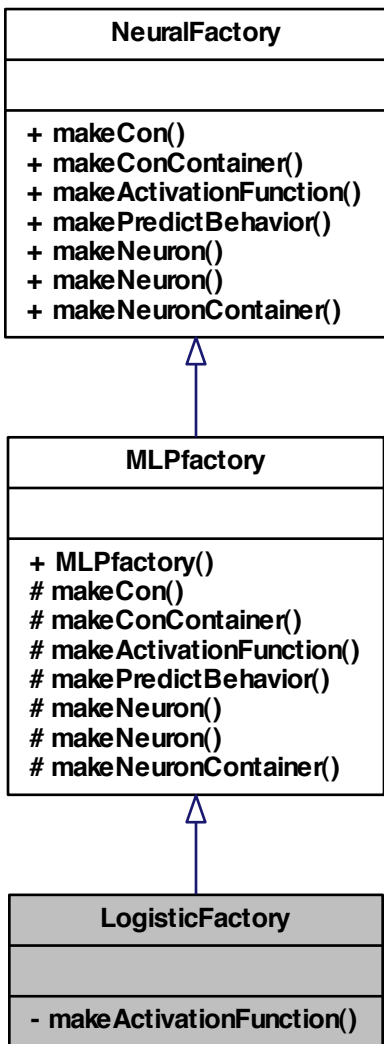 NeuralFactory
+ makeCon()
+ makeConContainer()
+ makeActivationFunction()
+ makePredictBehavior()
+ makeNeuron()
+ makeNeuron()
+ makeNeuronContainer()
MLPfactory
+ MLPfactory()
# makeCon()
# makeConContainer()
# makeActivationFunction()
# makePredictBehavior()
# makeNeuron()
# makeNeuron()
# makeNeuronContainer()
LogisticFactory
- makeActivationFunction()